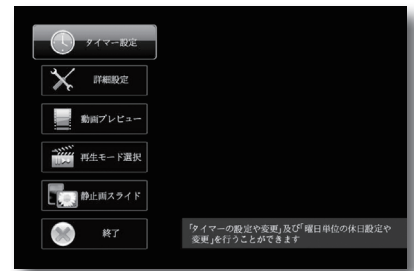 タイマー設定
詳細設定
動画プレビュー
再生モード選択
静止画スライド
終了
「タイマーの設定や変更」及び「曜日単位の休日設定や
変更」を行うことができます